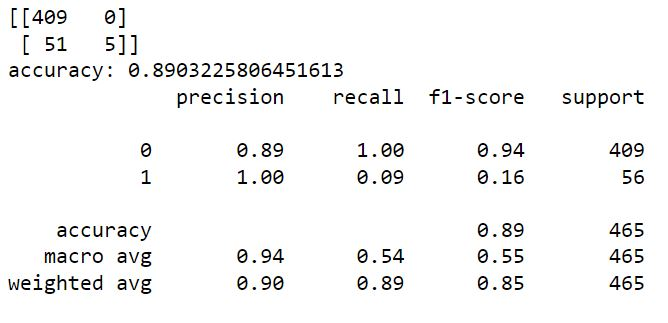 [[409   0]
 [ 51   5]]
accuracy: 0.8903225806451613
              precision    recall  f1-score   support

           0       0.89      1.00      0.94       409
           1       1.00      0.09      0.16        56

    accuracy                           0.89       465
   macro avg       0.94      0.54      0.55       465
weighted avg       0.90      0.89      0.85       465